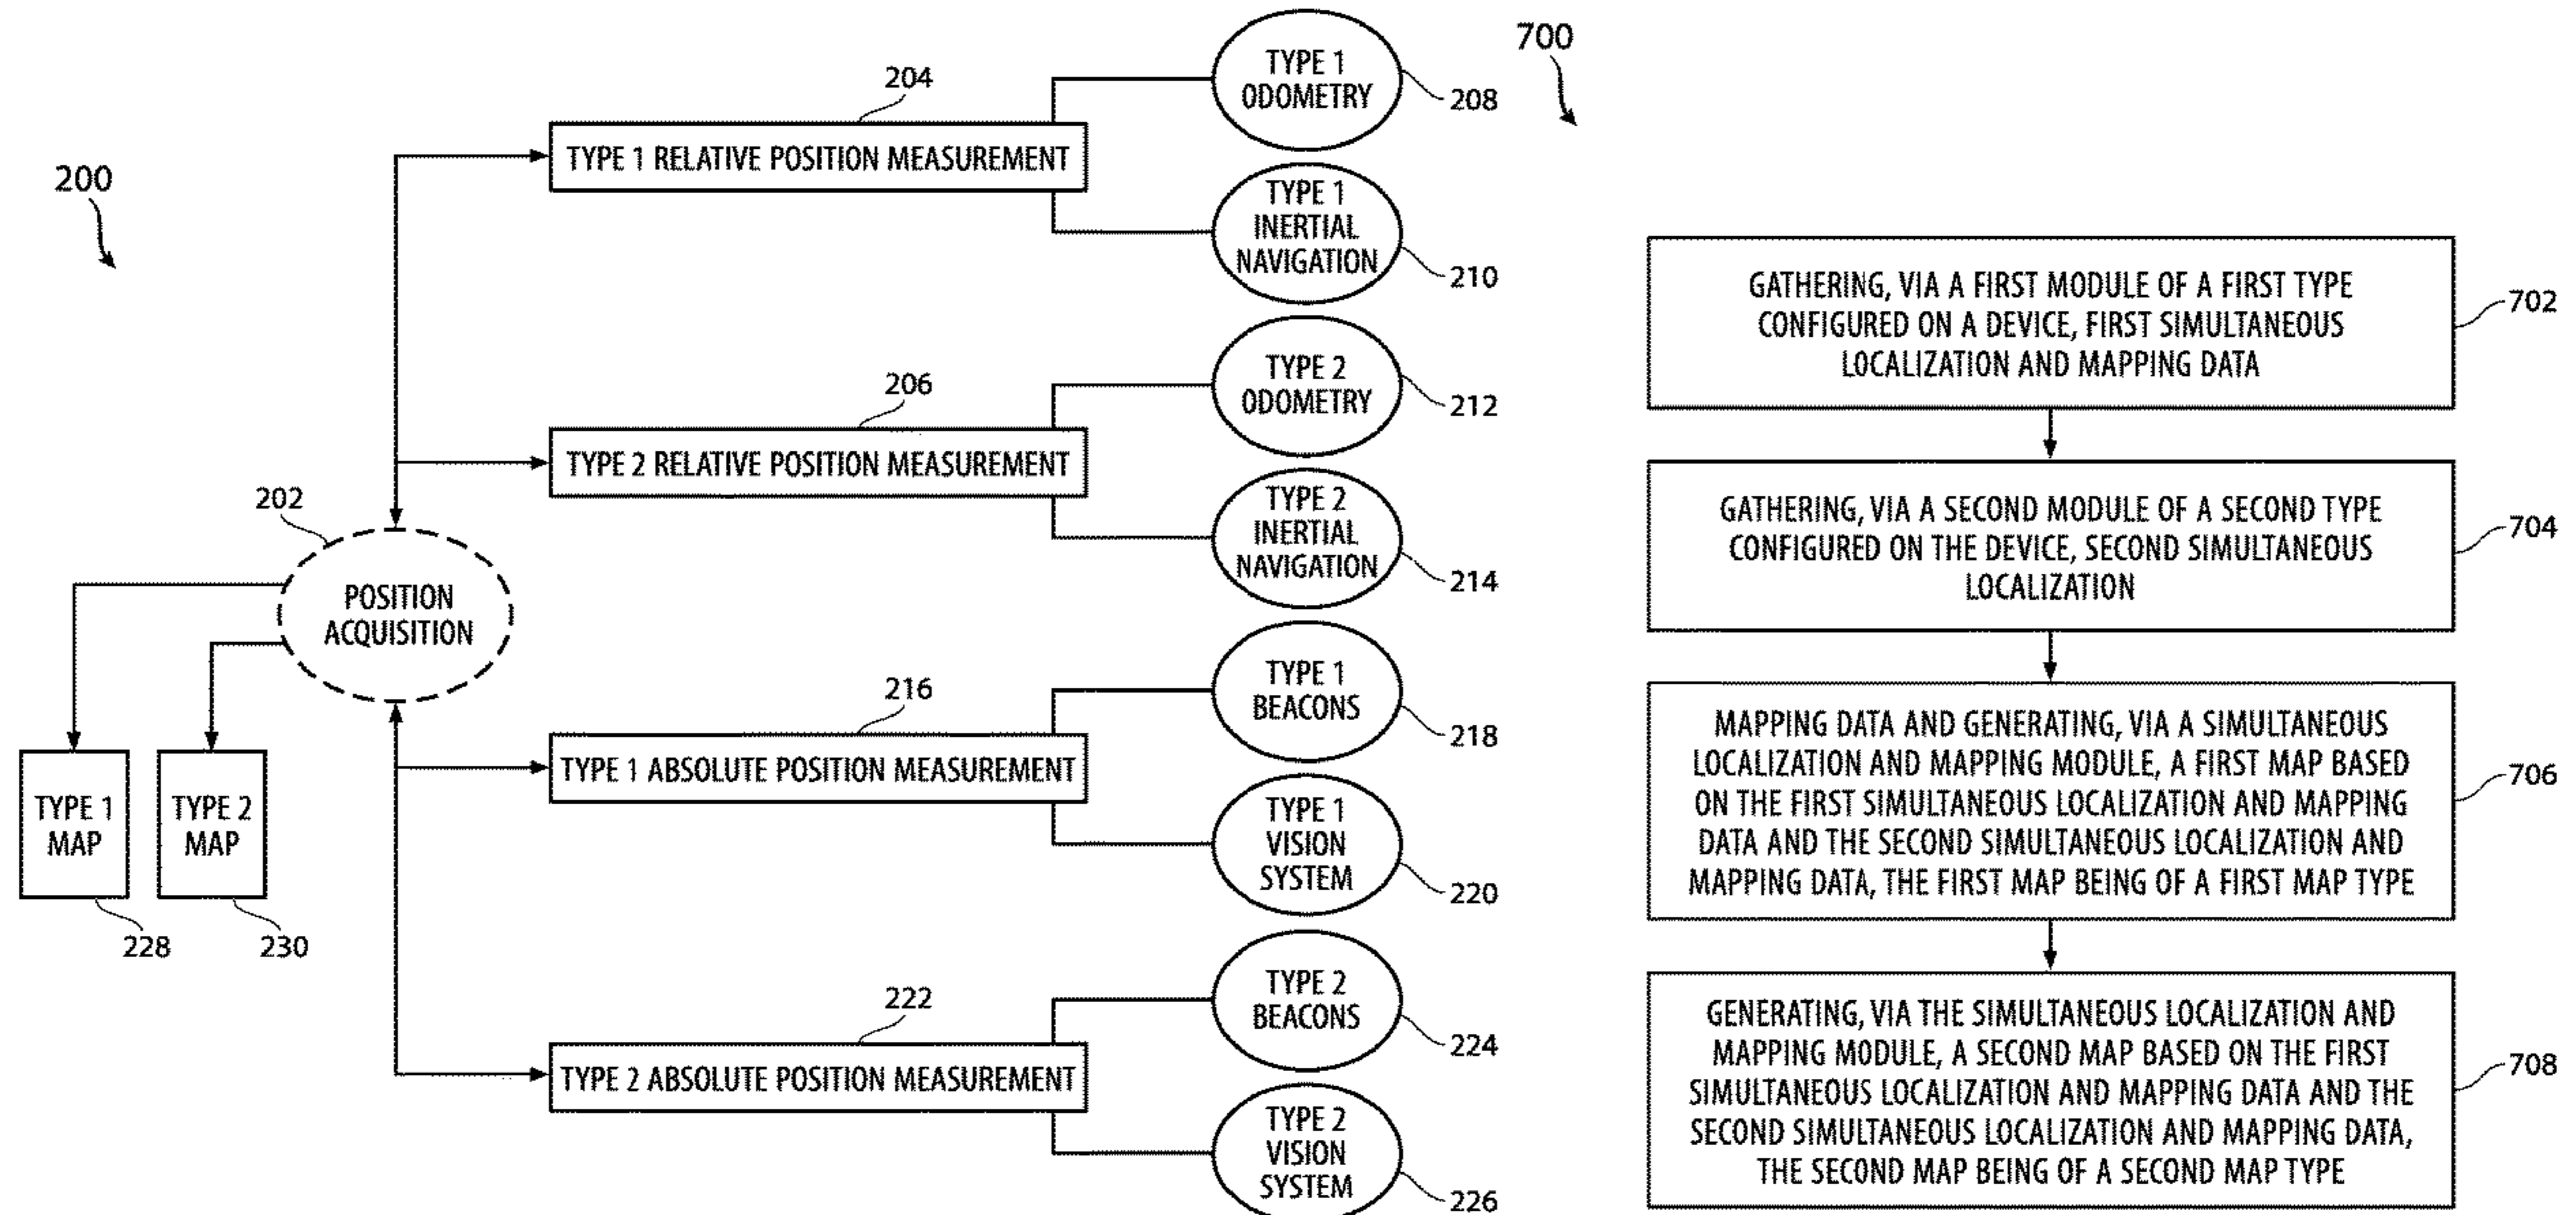 200
204
TYPE 1 RELATIVE POSITION MEASUREMENT
TYPE 1
ODOMETRY
208
TYPE 1
INERTIAL
NAVIGATION
210
206
TYPE 2 RELATIVE POSITION MEASUREMENT
TYPE 2
ODOMETRY
212
TYPE 2
INERTIAL
NAVIGATION
214
202
POSITION
ACQUISITION
TYPE 1
MAP
228
TYPE 2
MAP
230
216
TYPE 1 ABSOLUTE POSITION MEASUREMENT
TYPE 1
BEACONS
218
TYPE 1
VISION
SYSTEM
220
222
TYPE 2 ABSOLUTE POSITION MEASUREMENT
TYPE 2
BEACONS
224
TYPE 2
VISION
SYSTEM
226
700
GATHERING, VIA A FIRST MODULE OF A FIRST TYPE
CONFIGURED ON A DEVICE, FIRST SIMULTANEOUS
LOCALIZATION AND MAPPING DATA
702
GATHERING, VIA A SECOND MODULE OF A SECOND TYPE
CONFIGURED ON THE DEVICE, SECOND SIMULTANEOUS
LOCALIZATION
704
MAPPING DATA AND GENERATING, VIA A SIMULTANEOUS
LOCALIZATION AND MAPPING MODULE, A FIRST MAP BASED
ON THE FIRST SIMULTANEOUS LOCALIZATION AND MAPPING
DATA AND THE SECOND SIMULTANEOUS LOCALIZATION AND
MAPPING DATA, THE FIRST MAP BEING OF A FIRST MAP TYPE
706
GENERATING, VIA THE SIMULTANEOUS LOCALIZATION AND
MAPPING MODULE, A SECOND MAP BASED ON THE FIRST
SIMULTANEOUS LOCALIZATION AND MAPPING DATA AND THE
SECOND SIMULTANEOUS LOCALIZATION AND MAPPING DATA,
THE SECOND MAP BEING OF A SECOND MAP TYPE
708